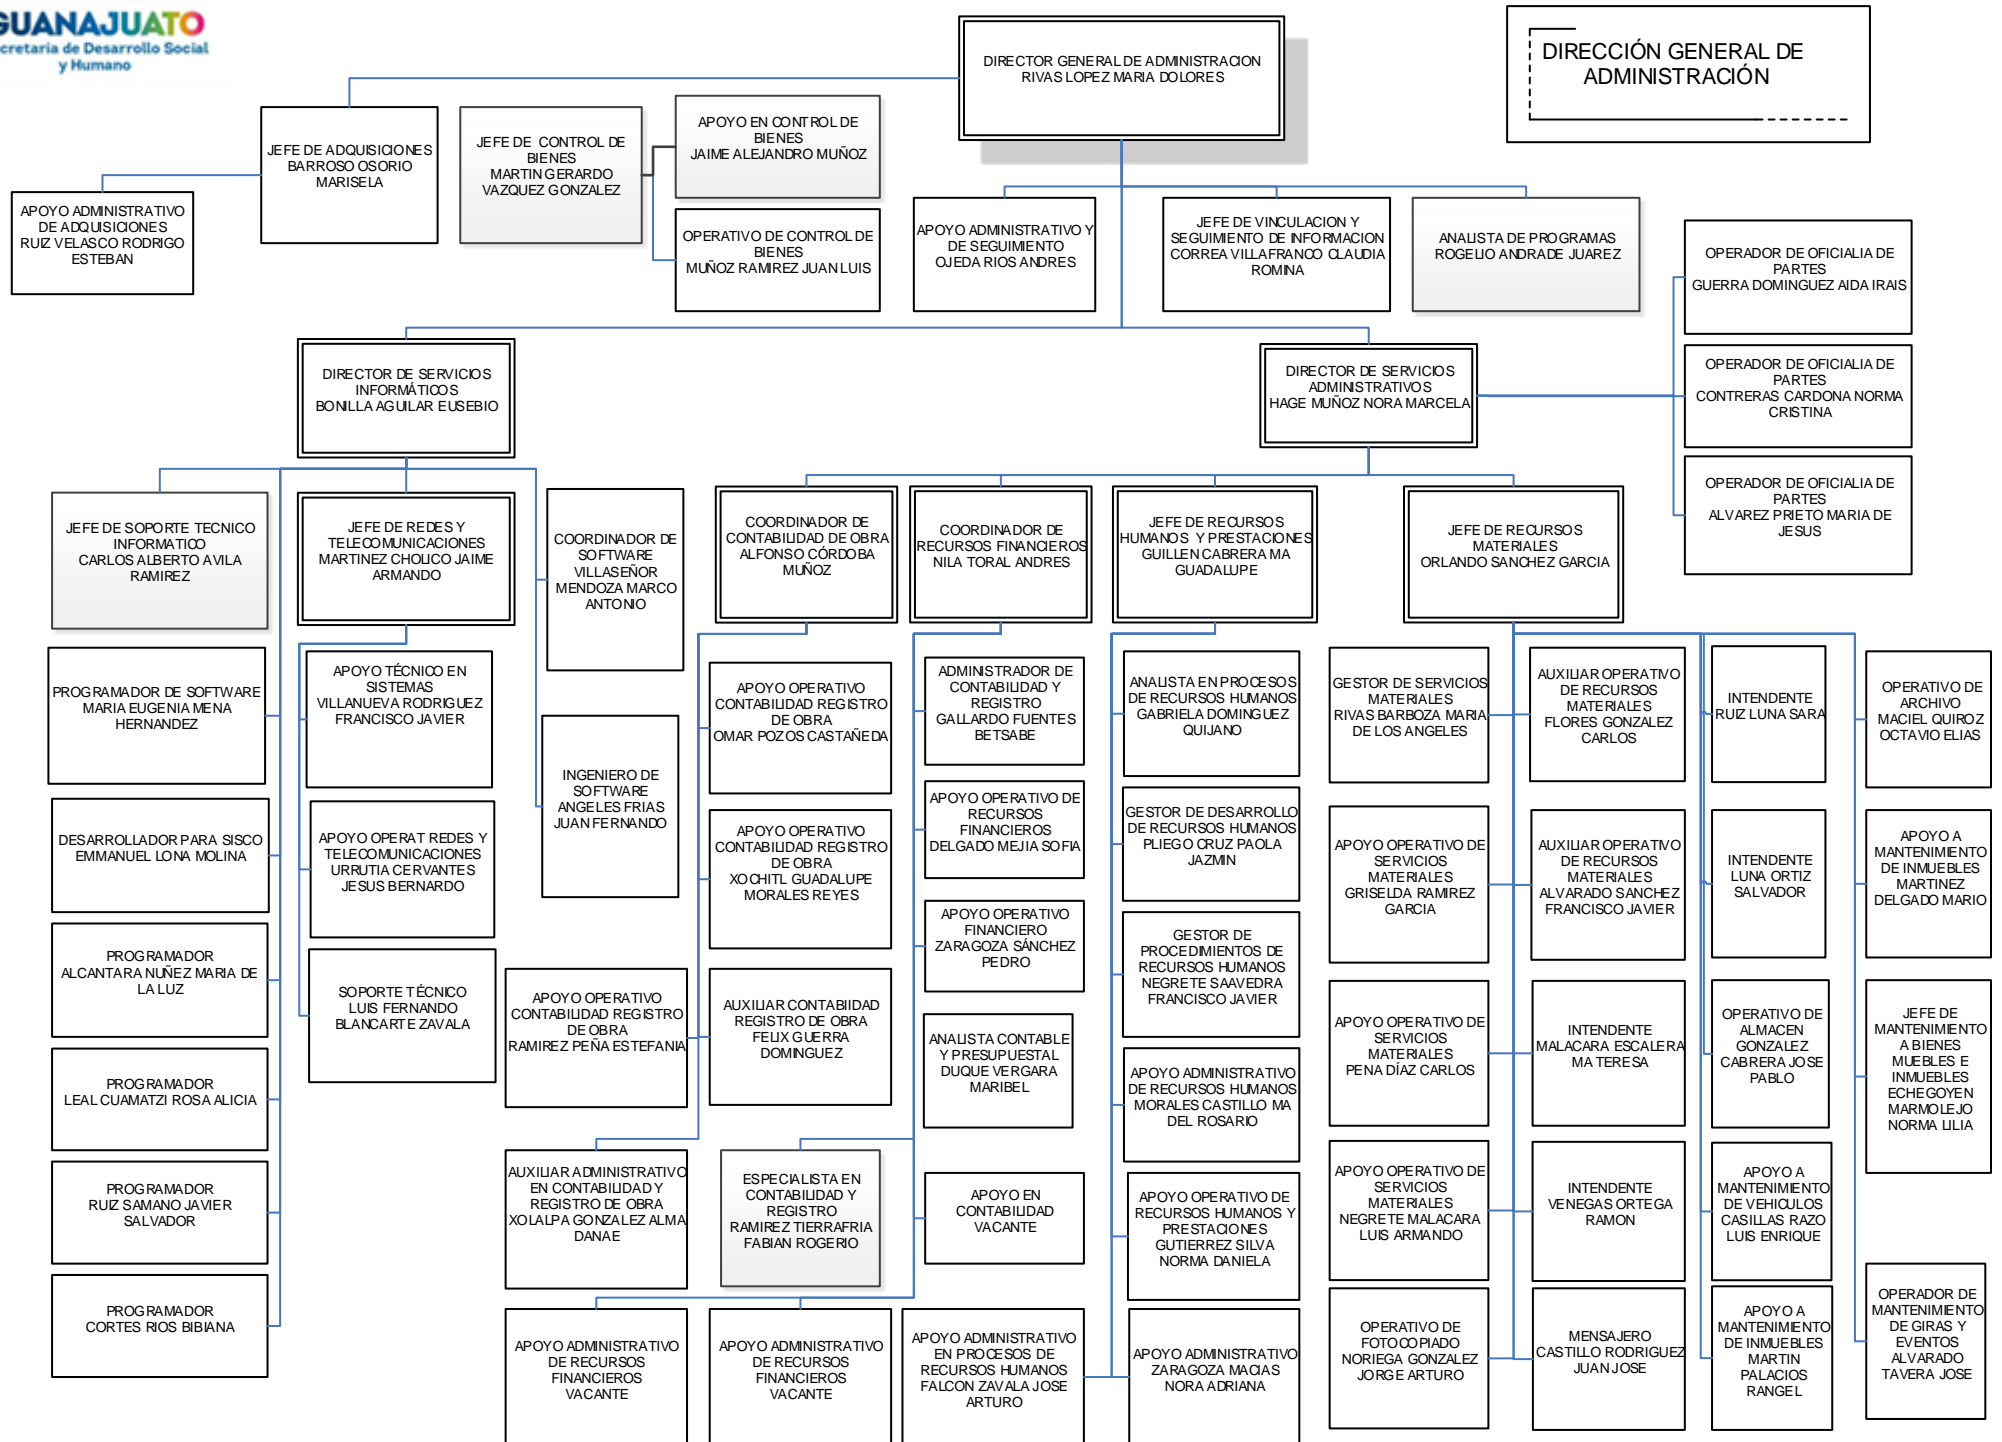 GUANAJUATO
cretaría de Desarrollo Social
y Humano
DIRECTOR GENERAL DE ADMINISTRACION
RIVAS LOPEZ MARIA DOLORES
DIRECCIÓN GENERAL DE
ADMINISTRACIÓN
JEFE DE ADQUISICIONES
BARROSO OSORIO
MARISELA
JEFE DE CONTROL DE
BIENES
MARTIN GERARDO
VAZQUEZ GONZALEZ
APOYO EN CONTROL DE
BIENES
JAIME ALEJANDRO MUÑOZ
APOYO ADMINISTRATIVO
DE ADQUISICIONES
RUIZ VELASCO RODRIGO
ESTEBAN
OPERATIVO DE CONTROL DE
BIENES
MUÑOZ RAMIREZ JUAN LUIS
APOYO ADMINISTRATIVO Y
DE SEGUIMIENTO
OJEDA RIOS ANDRES
JEFE DE VINCULACION Y
SEGUIMIENTO DE INFORMACION
CORREA VILLAFRANCO CLAUDIA
ROMINA
ANALISTA DE PROGRAMAS
ROGELIO ANDRADE JUAREZ
OPERADOR DE OFICIALIA DE
PARTES
GUERRA DOMINGUEZ AIDA IRAIS
DIRECTOR DE SERVICIOS
INFORMÁTICOS
BONILLA AGUILAR EUSEBIO
DIRECTOR DE SERVICIOS
ADMINISTRATIVOS
HAGE MUÑOZ NORA MARCELA
OPERADOR DE OFICIALIA DE
PARTES
CONTRERAS CARDONA NORMA
CRISTINA
OPERADOR DE OFICIALIA DE
PARTES
ALVAREZ PRIETO MARIA DE
JESUS
JEFE DE SOPORTE TECNICO
INFORMATICO
CARLOS ALBERTO AVILA
RAMIREZ
JEFE DE REDES Y
TELECOMUNICACIONES
MARTINEZ CHOLICO JAIME
ARMANDO
COORDINADOR DE
SOFTWARE
VILLASEÑOR
MENDOZA MARCO
ANTONIO
COORDINADOR DE
CONTABILIDAD DE OBRA
ALFONSO CÓRDOBA
MUÑOZ
COORDINADOR DE
RECURSOS FINANCIEROS
NILA TORAL ANDRES
JEFE DE RECURSOS
HUMANOS Y PRESTACIONES
GUILLEN CABRERA MA
GUADALUPE
JEFE DE RECURSOS
MATERIALES
ORLANDO SANCHEZ GARCIA
PROGRAMADOR DE SOFTWARE
MARIA EUGENIA MENA
HERNANDEZ
APOYO TÉCNICO EN
SISTEMAS
VILLANUEVA RODRIGUEZ
FRANCISCO JAVIER
INGENIERO DE
SOFTWARE
ANGELES FRIAS
JUAN FERNANDO
APOYO OPERATIVO
CONTABILIDAD REGISTRO
DE OBRA
OMAR POZOS CASTAÑEDA
ADMINISTRADOR DE
CONTABILIDAD Y
REGISTRO
GALLARDO FUENTES
BETSABE
ANALISTA EN PROCESOS
DE RECURSOS HUMANOS
GABRIELA DOMINGUEZ
QUIJANO
GESTOR DE SERVICIOS
MATERIALES
RIVAS BARBOZA MARIA
DE LOS ANGELES
AUXILIAR OPERATIVO
DE RECURSOS
MATERIALES
FLORES GONZALEZ
CARLOS
INTENDENTE
RUIZ LUNA SARA
OPERATIVO DE
ARCHIVO
MACIEL QUIROZ
OCTAVIO ELIAS
DESARROLLADOR PARA SISCO
EMMANUEL LONA MOLINA
APOYO OPERAT REDES Y
TELECOMUNICACIONES
URRUTIA CERVANTES
JESUS BERNARDO
APOYO OPERATIVO
CONTABILIDAD REGISTRO
DE OBRA
XOCHITL GUADALUPE
MORALES REYES
APOYO OPERATIVO DE
RECURSOS
FINANCIEROS
DELGADO MEJIA SOFIA
GESTOR DE DESARROLLO
DE RECURSOS HUMANOS
PLIEGO CRUZ PAOLA
JAZMIN
APOYO OPERATIVO DE
SERVICIOS
MATERIALES
GRISELDA RAMIREZ
GARCIA
AUXILIAR OPERATIVO
DE RECURSOS
MATERIALES
ALVARADO SANCHEZ
FRANCISCO JAVIER
INTENDENTE
LUNA ORTIZ
SALVADOR
APOYO A
MANTENIMIENTO
DE INMUEBLES
MARTINEZ
DELGADO MARIO
PROGRAMADOR
ALCANTARA NUÑEZ MARIA DE
LA LUZ
SOPORTE TÉCNICO
LUIS FERNANDO
BLANCARTE ZAVALA
APOYO OPERATIVO
CONTABILIDAD REGISTRO
DE OBRA
RAMIREZ PEÑA ESTEFANIA
AUXILIAR CONTABIIDAD
REGISTRO DE OBRA
FELIX GUERRA
DOMINGUEZ
APOYO OPERATIVO
FINANCIERO
ZARAGOZA SÁNCHEZ
PEDRO
GESTOR DE
PROCEDIMIENTOS DE
RECURSOS HUMANOS
NEGRETE SAAVEDRA
FRANCISCO JAVIER
APOYO OPERATIVO DE
SERVICIOS
MATERIALES
PENA DÍAZ CARLOS
INTENDENTE
MALACARA ESCALERA
MA TERESA
OPERATIVO DE
ALMACEN
GONZALEZ
CABRERA JOSE
PABLO
JEFE DE
MANTENIMIENTO
A BIENES
MUEBLES E
INMUEBLES
ECHEGOYEN
MARMOLEJO
NORMA LILIA
PROGRAMADOR
LEAL CUAMATZI ROSA ALICIA
ANALISTA CONTABLE
Y PRESUPUESTAL
DUQUE VERGARA
MARIBEL
APOYO ADMINISTRATIVO
DE RECURSOS HUMANOS
MORALES CASTILLO MA
DEL ROSARIO
PROGRAMADOR
RUIZ SAMANO JAVIER
SALVADOR
AUXILIAR ADMINISTRATIVO
EN CONTABILIDAD Y
REGISTRO DE OBRA
XOLALPA GONZALEZ ALMA
DANAE
ESPECIALISTA EN
CONTABILIDAD Y
REGISTRO
RAMIREZ TIERRAFRIA
FABIAN ROGERIO
APOYO EN
CONTABILIDAD
VACANTE
APOYO OPERATIVO DE
RECURSOS HUMANOS Y
PRESTACIONES
GUTIERREZ SILVA
NORMA DANIELA
APOYO OPERATIVO DE
SERVICIOS
MATERIALES
NEGRETE MALACARA
LUIS ARMANDO
INTENDENTE
VENEGAS ORTEGA
RAMON
APOYO A
MANTENIMIENTO
DE VEHICULOS
CASILLAS RAZO
LUIS ENRIQUE
PROGRAMADOR
CORTES RIOS BIBIANA
APOYO ADMINISTRATIVO
DE RECURSOS
FINANCIEROS
VACANTE
APOYO ADMINISTRATIVO
DE RECURSOS
FINANCIEROS
VACANTE
APOYO ADMINISTRATIVO
EN PROCESOS DE
RECURSOS HUMANOS
FALCON ZAVALA JOSE
ARTURO
APOYO ADMINISTRATIVO
ZARAGOZA MACIAS
NORA ADRIANA
OPERATIVO DE
FOTOCOPIADO
NORIEGA GONZALEZ
JORGE ARTURO
MENSAJERO
CASTILLO RODRIGUEZ
JUAN JOSE
APOYO A
MANTENIMIENTO
DE INMUEBLES
MARTIN
PALACIOS
RANGEL
OPERADOR DE
MANTENIMIENTO
DE GIRAS Y
EVENTOS
ALVARADO
TAVERA JOSE